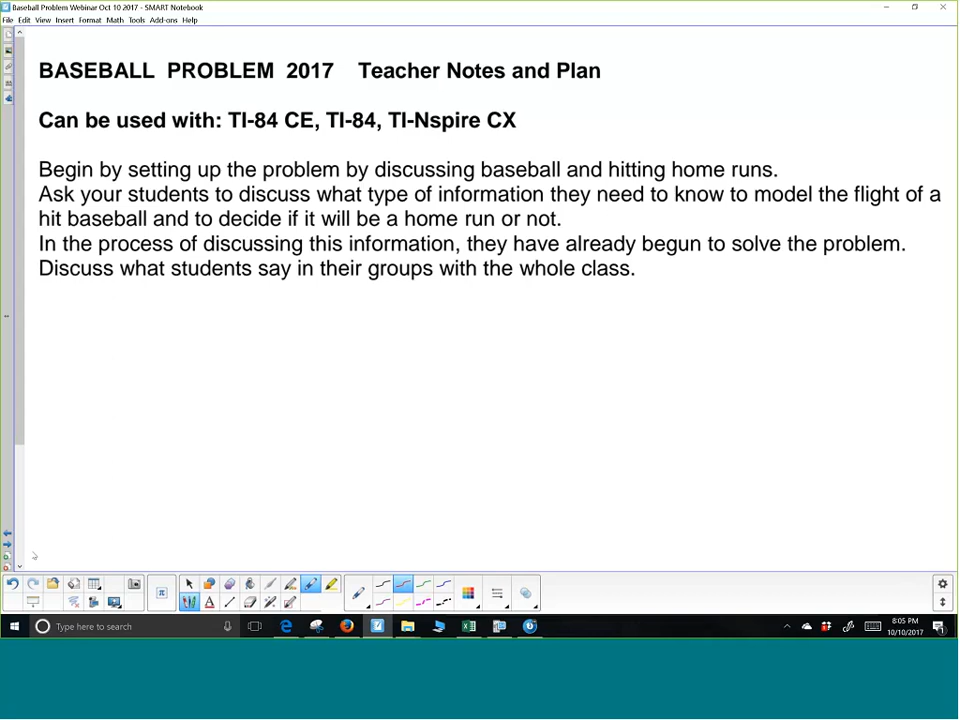 Baseball Problem Webinar Oct 10 2017 - SMART Notebook
File Edit View Insert Format Math Tools Add-ons Help
BASEBALL PROBLEM 2017 Teacher Notes and Plan
Can be used with: TI-84 CE, TI-84, TI-Nspire CX
Begin by setting up the problem by discussing baseball and hitting home runs.
Ask your students to discuss what type of information they need to know to model the flight of a
hit baseball and to decide if it will be a home run or not.
In the process of discussing this information, they have already begun to solve the problem.
Discuss what students say in their groups with the whole class.
Type here to search
8:05 PM
10/10/2017